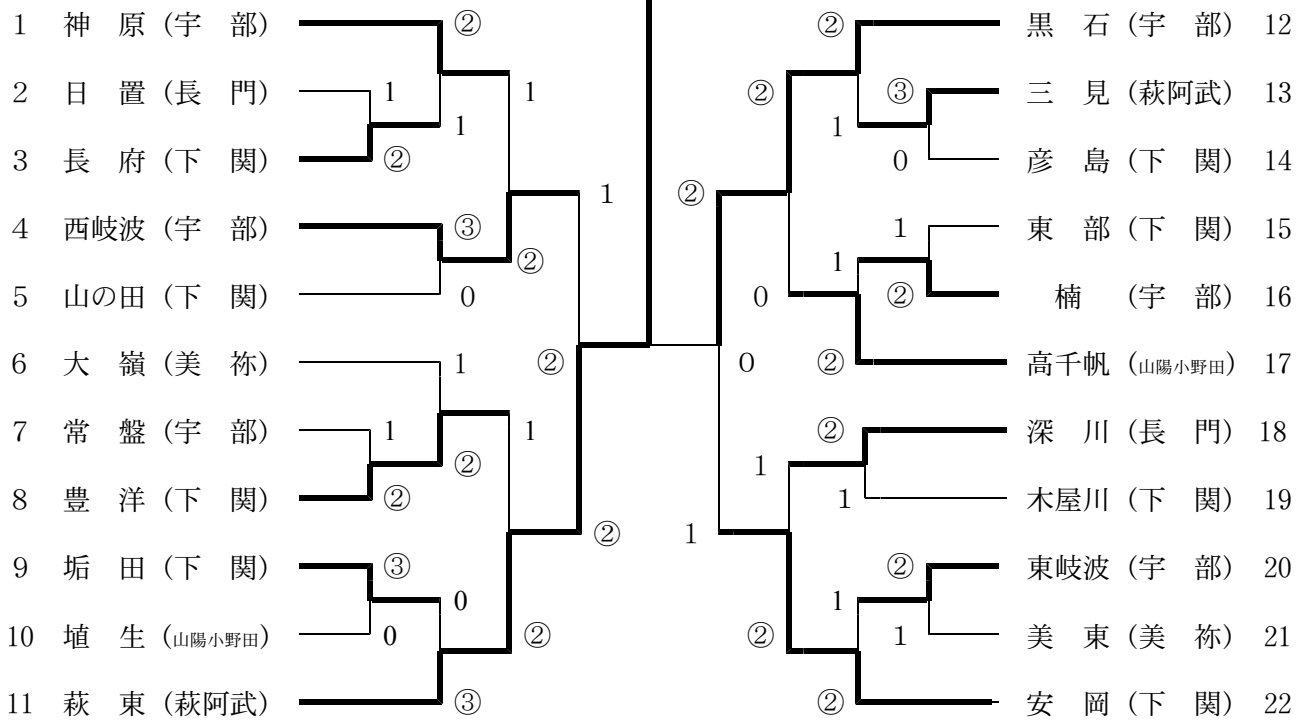 1 神 原 (宇 部) ② ② 黒 石 (宇 部) 12
2 日 置 (長 門) 1 1 ② ③ 三 見 (萩阿武) 13
1 1
3 長 府 (下 関) ② 0 彦 島 (下 関) 14
1 ②
4 西岐波 (宇 部) ③ 1 東 部 (下 関) 15
② 1
5 山の田 (下 関) 0 0 ② 楠 (宇 部) 16
6 大 嶺 (美 祢) 1 ② 0 ② 高千帆 (山陽小野田) 17
7 常 盤 (宇 部) 1 1 ② 深 川 (長 門) 18
② 1
8 豊 洋 (下 関) ② 1 木屋川 (下 関) 19
② 1
9 垢 田 (下 関) ③ ② 東岐波 (宇 部) 20
0 1
10 埴 生 (山陽小野田) 0 ② ② 1 美 東 (美 祢) 21
11 萩 東 (萩阿武) ③ ② 安 岡 (下 関) 22